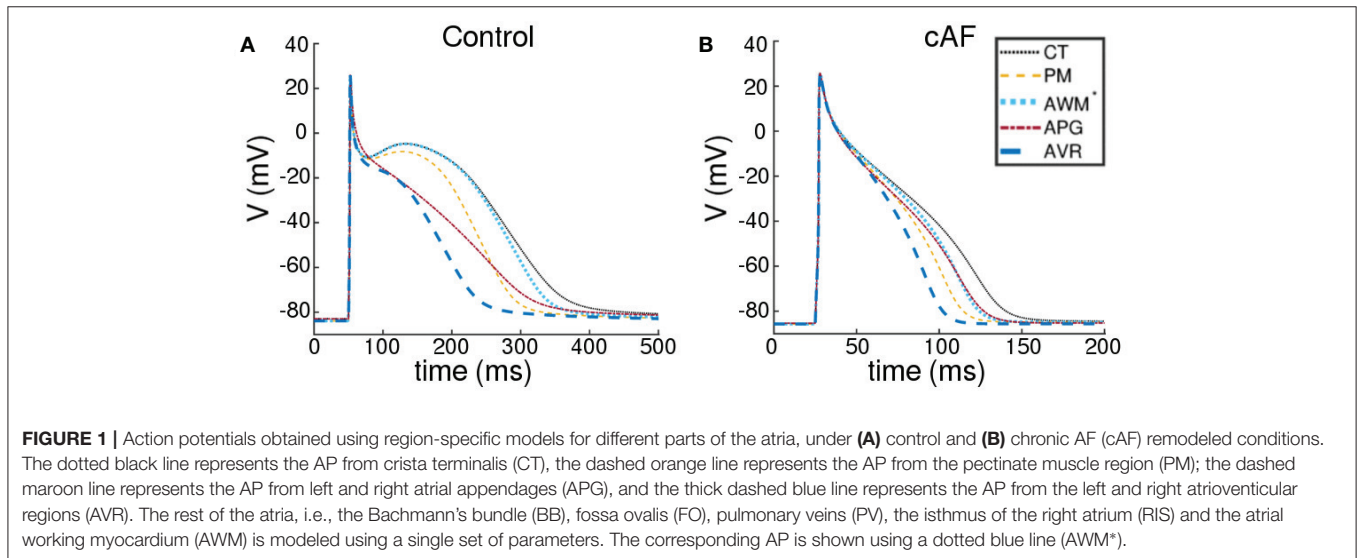 A
Control
B
cAF
40
20
0
-20
-40
-60
-80
V (mV)
0 100 200 300 400 500
time (ms)
40
20
0
-20
-40
-60
-80
V (mV)
0 50 100 150 200
time (ms)
CT
PM
AWM*
APG
AVR
FIGURE 1 | Action potentials obtained using region-specific models for different parts of the atria, under (A) control and (B) chronic AF (cAF) remodeled conditions.
The dotted black line represents the AP from crista terminalis (CT), the dashed orange line represents the AP from the pectinate muscle region (PM); the dashed
maroon line represents the AP from left and right atrial appendages (APG), and the thick dashed blue line represents the AP from the left and right atrioventicular
regions (AVR). The rest of the atria, i.e., the Bachmann's bundle (BB), fossa ovalis (FO), pulmonary veins (PV), the isthmus of the right atrium (RIS) and the atrial
working myocardium (AWM) is modeled using a single set of parameters. The corresponding AP is shown using a dotted blue line (AWM*).